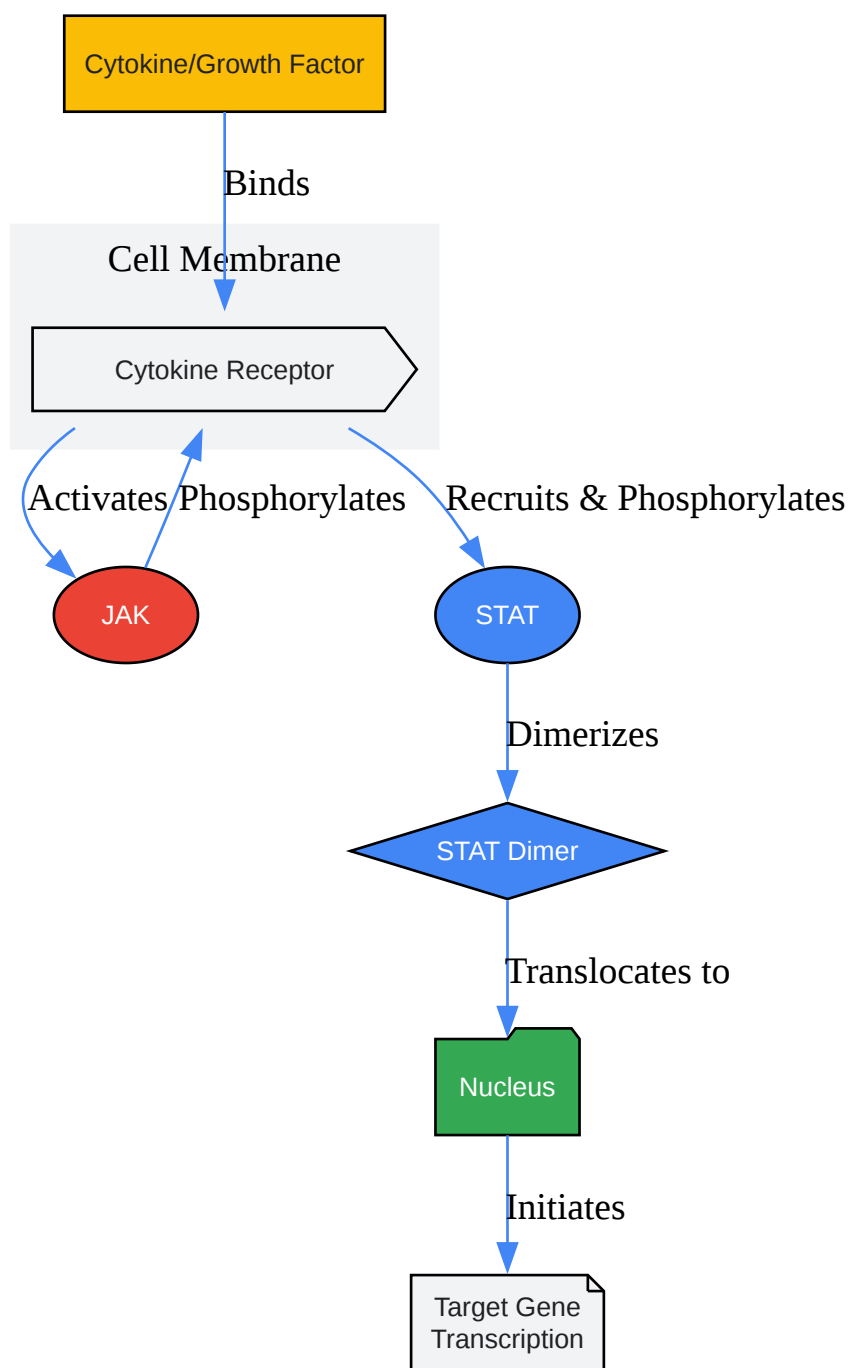 Cytokine/Growth Factor
Binds
Cell Membrane
Cytokine Receptor
Activates
Phosphorylates
Recruits & Phosphorylates
JAK
STAT
Dimerizes
STAT Dimer
Translocates to
Nucleus
Initiates
Target Gene
Transcription